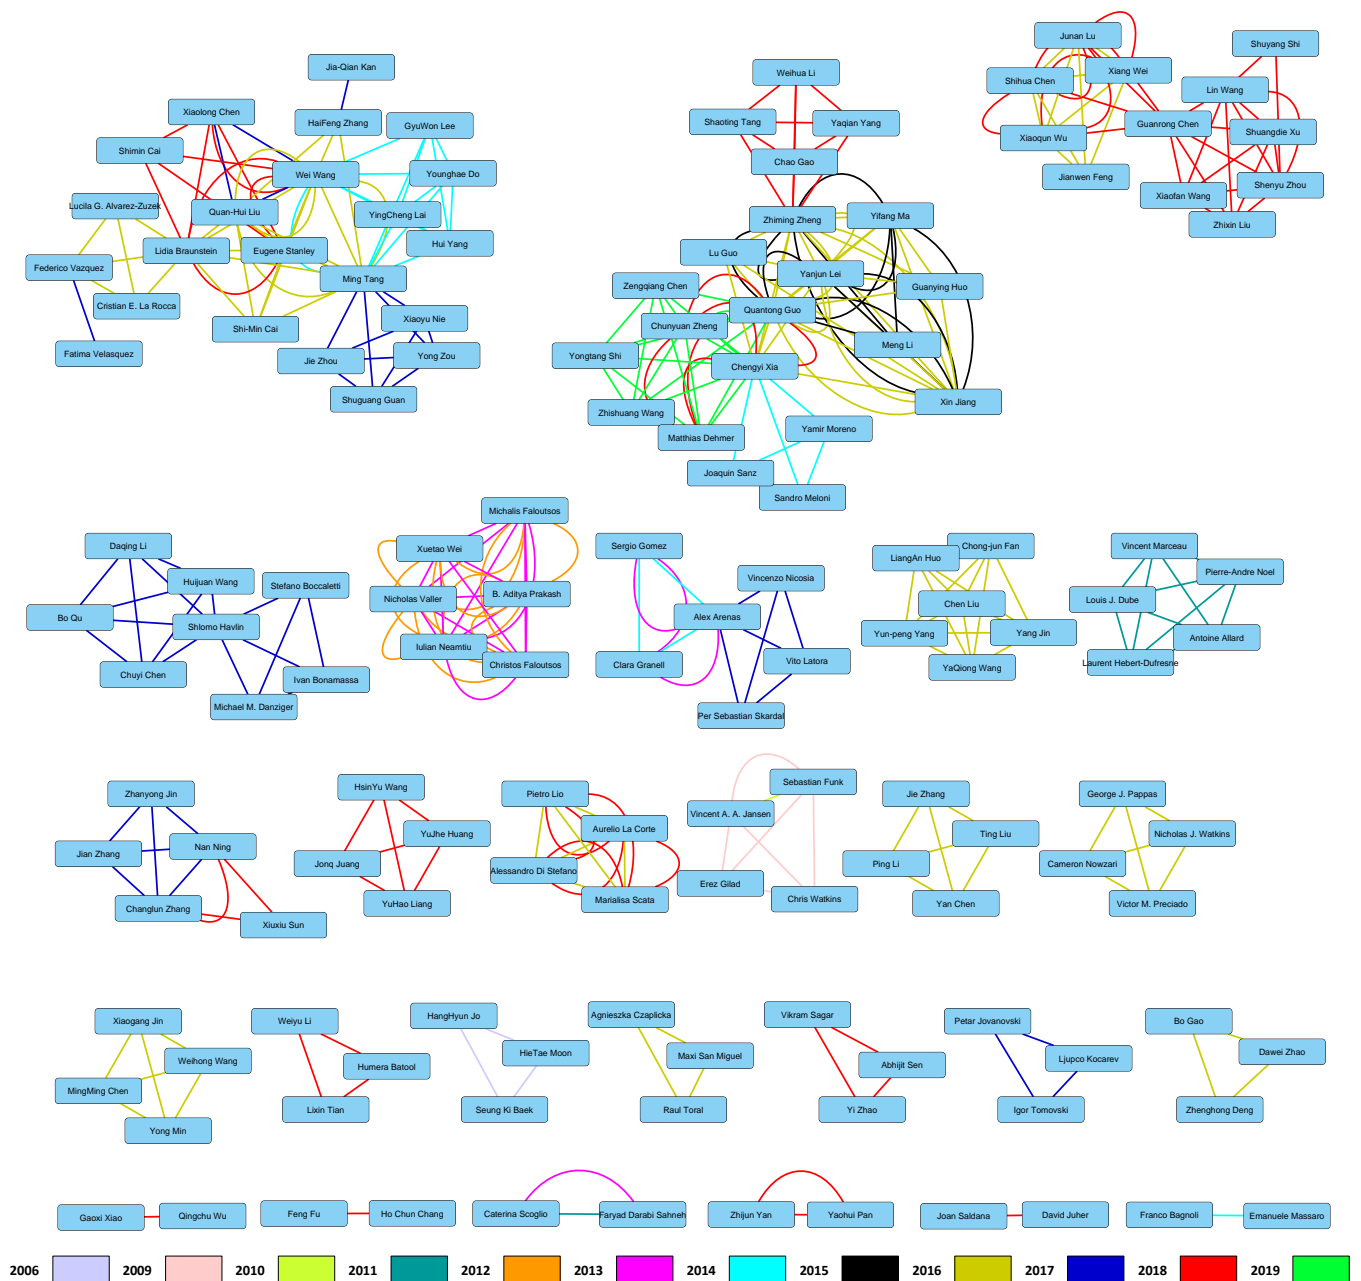 Junan Lu
Shuyang Shi
Jia-Qian Kan
Weihua Li
Shihua Chen
Xiang Wei
Lin Wang
Xiaolong Chen
HaiFeng Zhang
GyuWon Lee
Shaoting Tang
Yaqian Yang
Xiaoqun Wu
Guanrong Chen
Shuangdie Xu
Shimin Cai
Wei Wang
Younghae Do
Chao Gao
Jianwen Feng
Xiaofan Wang
Shenyu Zhou
Lucila G. Alvarez-Zuzek
Quan-Hui Liu
YingCheng Lai
Zhiming Zheng
Yifang Ma
Zhixin Liu
Lidia Braunstein
Eugene Stanley
Hui Yang
Lu Guo
Federico Vazquez
Ming Tang
Yanjun Lei
Guanying Huo
Cristian E. La Rocca
Zengqiang Chen
Quantong Guo
Shi-Min Cai
Xiaoyu Nie
Chunyuan Zheng
Meng Li
Fatima Velasquez
Jie Zhou
Yong Zou
Yongtang Shi
Chengyi Xia
Shuguang Guan
Xin Jiang
Zhishuang Wang
Matthias Dehmer
Yamir Moreno
Joaquin Sanz
Sandro Meloni
Michalis Faloutsos
Daqing Li
Xuetao Wei
Sergio Gomez
LiangAn Huo
Chong-jun Fan
Vincent Marceau
Huijuan Wang
Stefano Boccaletti
Vincenzo Nicosia
Pierre-Andre Noel
Bo Qu
Shlomo Havlin
Nicholas Valler
B. Aditya Prakash
Alex Arenas
Chen Liu
Louis J. Dube
Yun-peng Yang
Yang Jin
Antoine Allard
Chuyi Chen
Ivan Bonamassa
Iulian Neamtiu
Christos Faloutsos
Clara Granell
Vito Latora
YaQiong Wang
Laurent Hebert-Dufresne
Michael M. Danziger
Per Sebastian Skardal
Zhanyong Jin
HsinYu Wang
Pietro Lio
Sebastian Funk
Jie Zhang
George J. Pappas
Jian Zhang
Nan Ning
YuJhe Huang
Aurelio La Corte
Vincent A. A. Jansen
Ting Liu
Nicholas J. Watkins
Jonq Juang
Alessandro Di Stefano
Erez Gilad
Ping Li
Cameron Nowzari
Changlun Zhang
Xiuxiu Sun
YuHao Liang
Marialisa Scata
Chris Watkins
Yan Chen
Victor M. Preciado
Xiaogang Jin
Weiyu Li
HangHyun Jo
Agnieszka Czaplicka
Vikram Sagar
Petar Jovanovski
Bo Gao
Weihong Wang
Humera Batool
HieTae Moon
Maxi San Miguel
Abhijit Sen
Ljupco Kocarev
Dawei Zhao
MingMing Chen
Yong Min
Lixin Tian
Seung Ki Baek
Raul Toral
Yi Zhao
Igor Tomovski
Zhenghong Deng
Gaoxi Xiao
Qingchu Wu
Feng Fu
Ho Chun Chang
Caterina Scoglio
Faryad Darabi Sahneh
Zhijun Yan
Yaohui Pan
Joan Saldana
David Juher
Franco Bagnoli
Emanuele Massaro
2006 2009 2010 2011 2012 2013 2014 2015 2016 2017 2018 2019